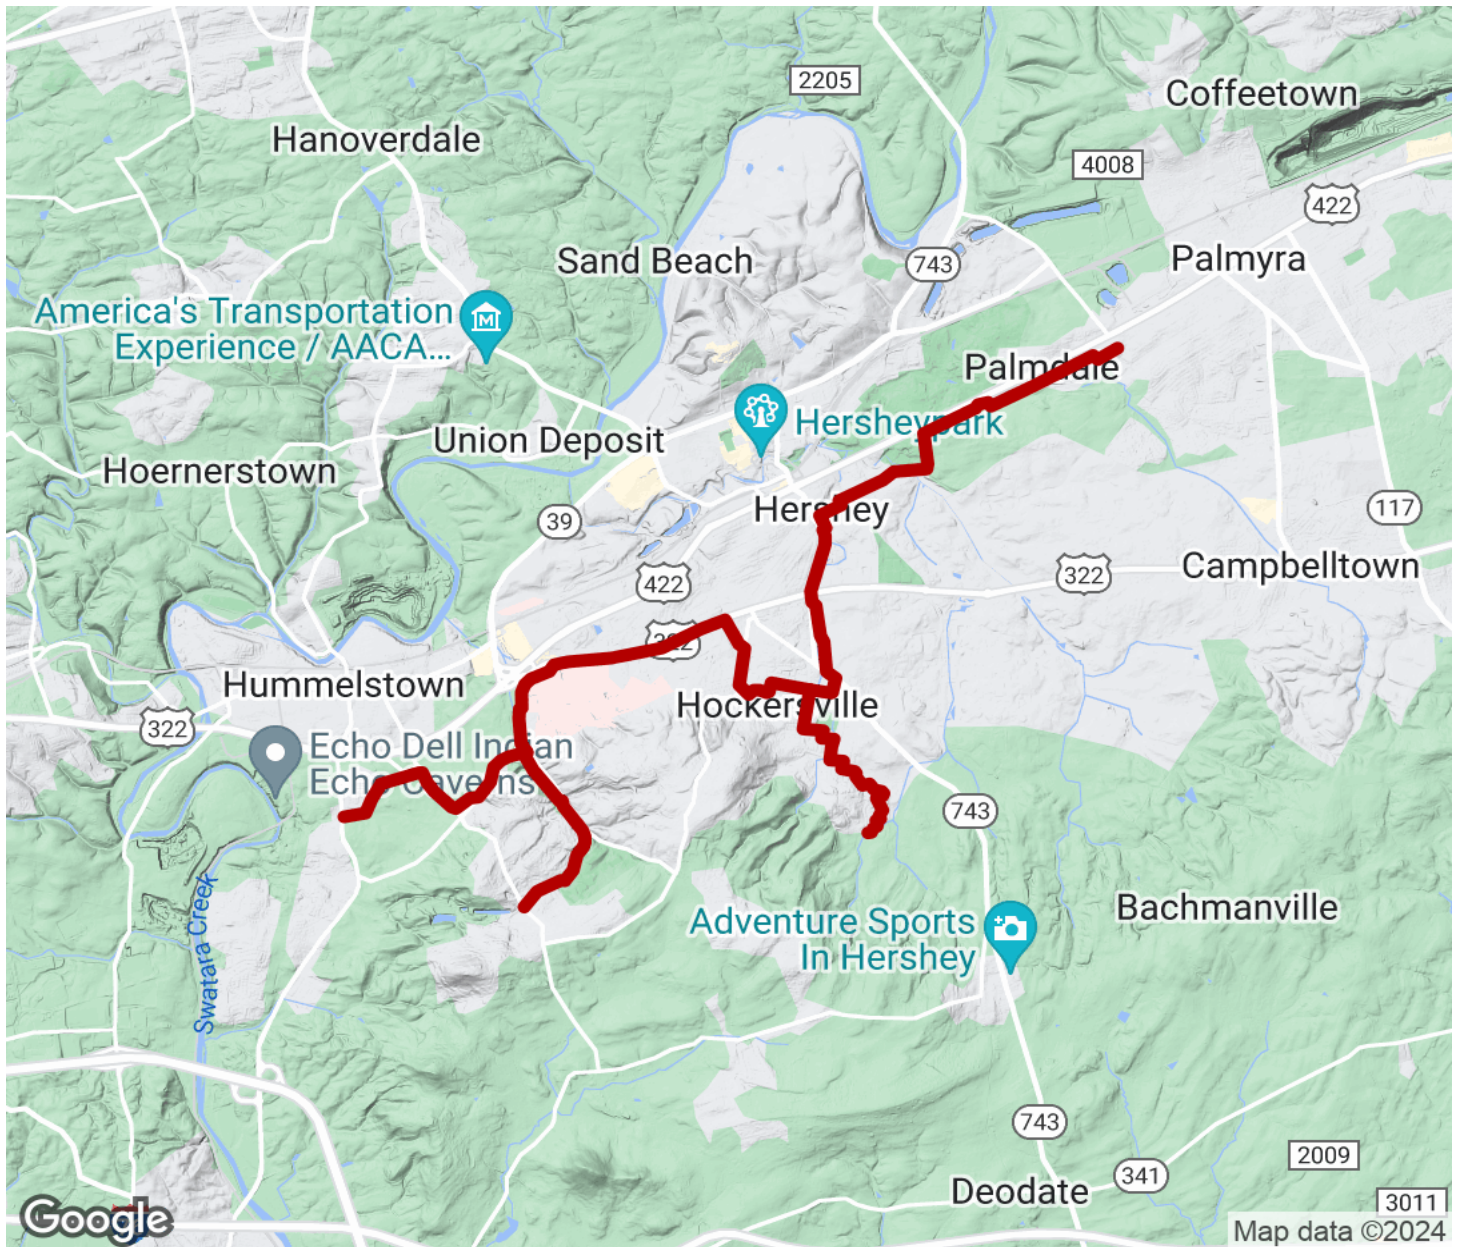 2205
Coffeetown
Hanoverdale
4008
422
Sand Beach
743
Palmyra
America's Transportation
Experience / AACA...
M
Palmdale
Hersheypark
Union Deposit
Hoernerstown
39
Hershey
117
422
322
Campbelltown
322
Hummelstown
Hockersville
322
Echo Dell Indian
Echo Caverns
743
Swatara Creek
Adventure Sports
In Hershey
Bachmanville
743
2009
341
Deodate
3011
Google
Map data ©2024